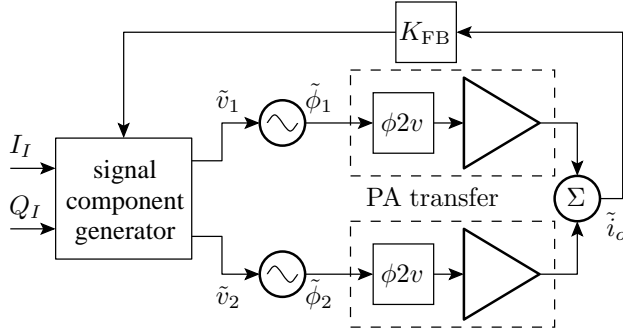 K_FB
ṽ_1
ϕ̃_1
ϕ2v
I_I
Q_I
signal
component
generator
PA transfer
Σ
ĩ_o
ṽ_2
ϕ̃_2
ϕ2v